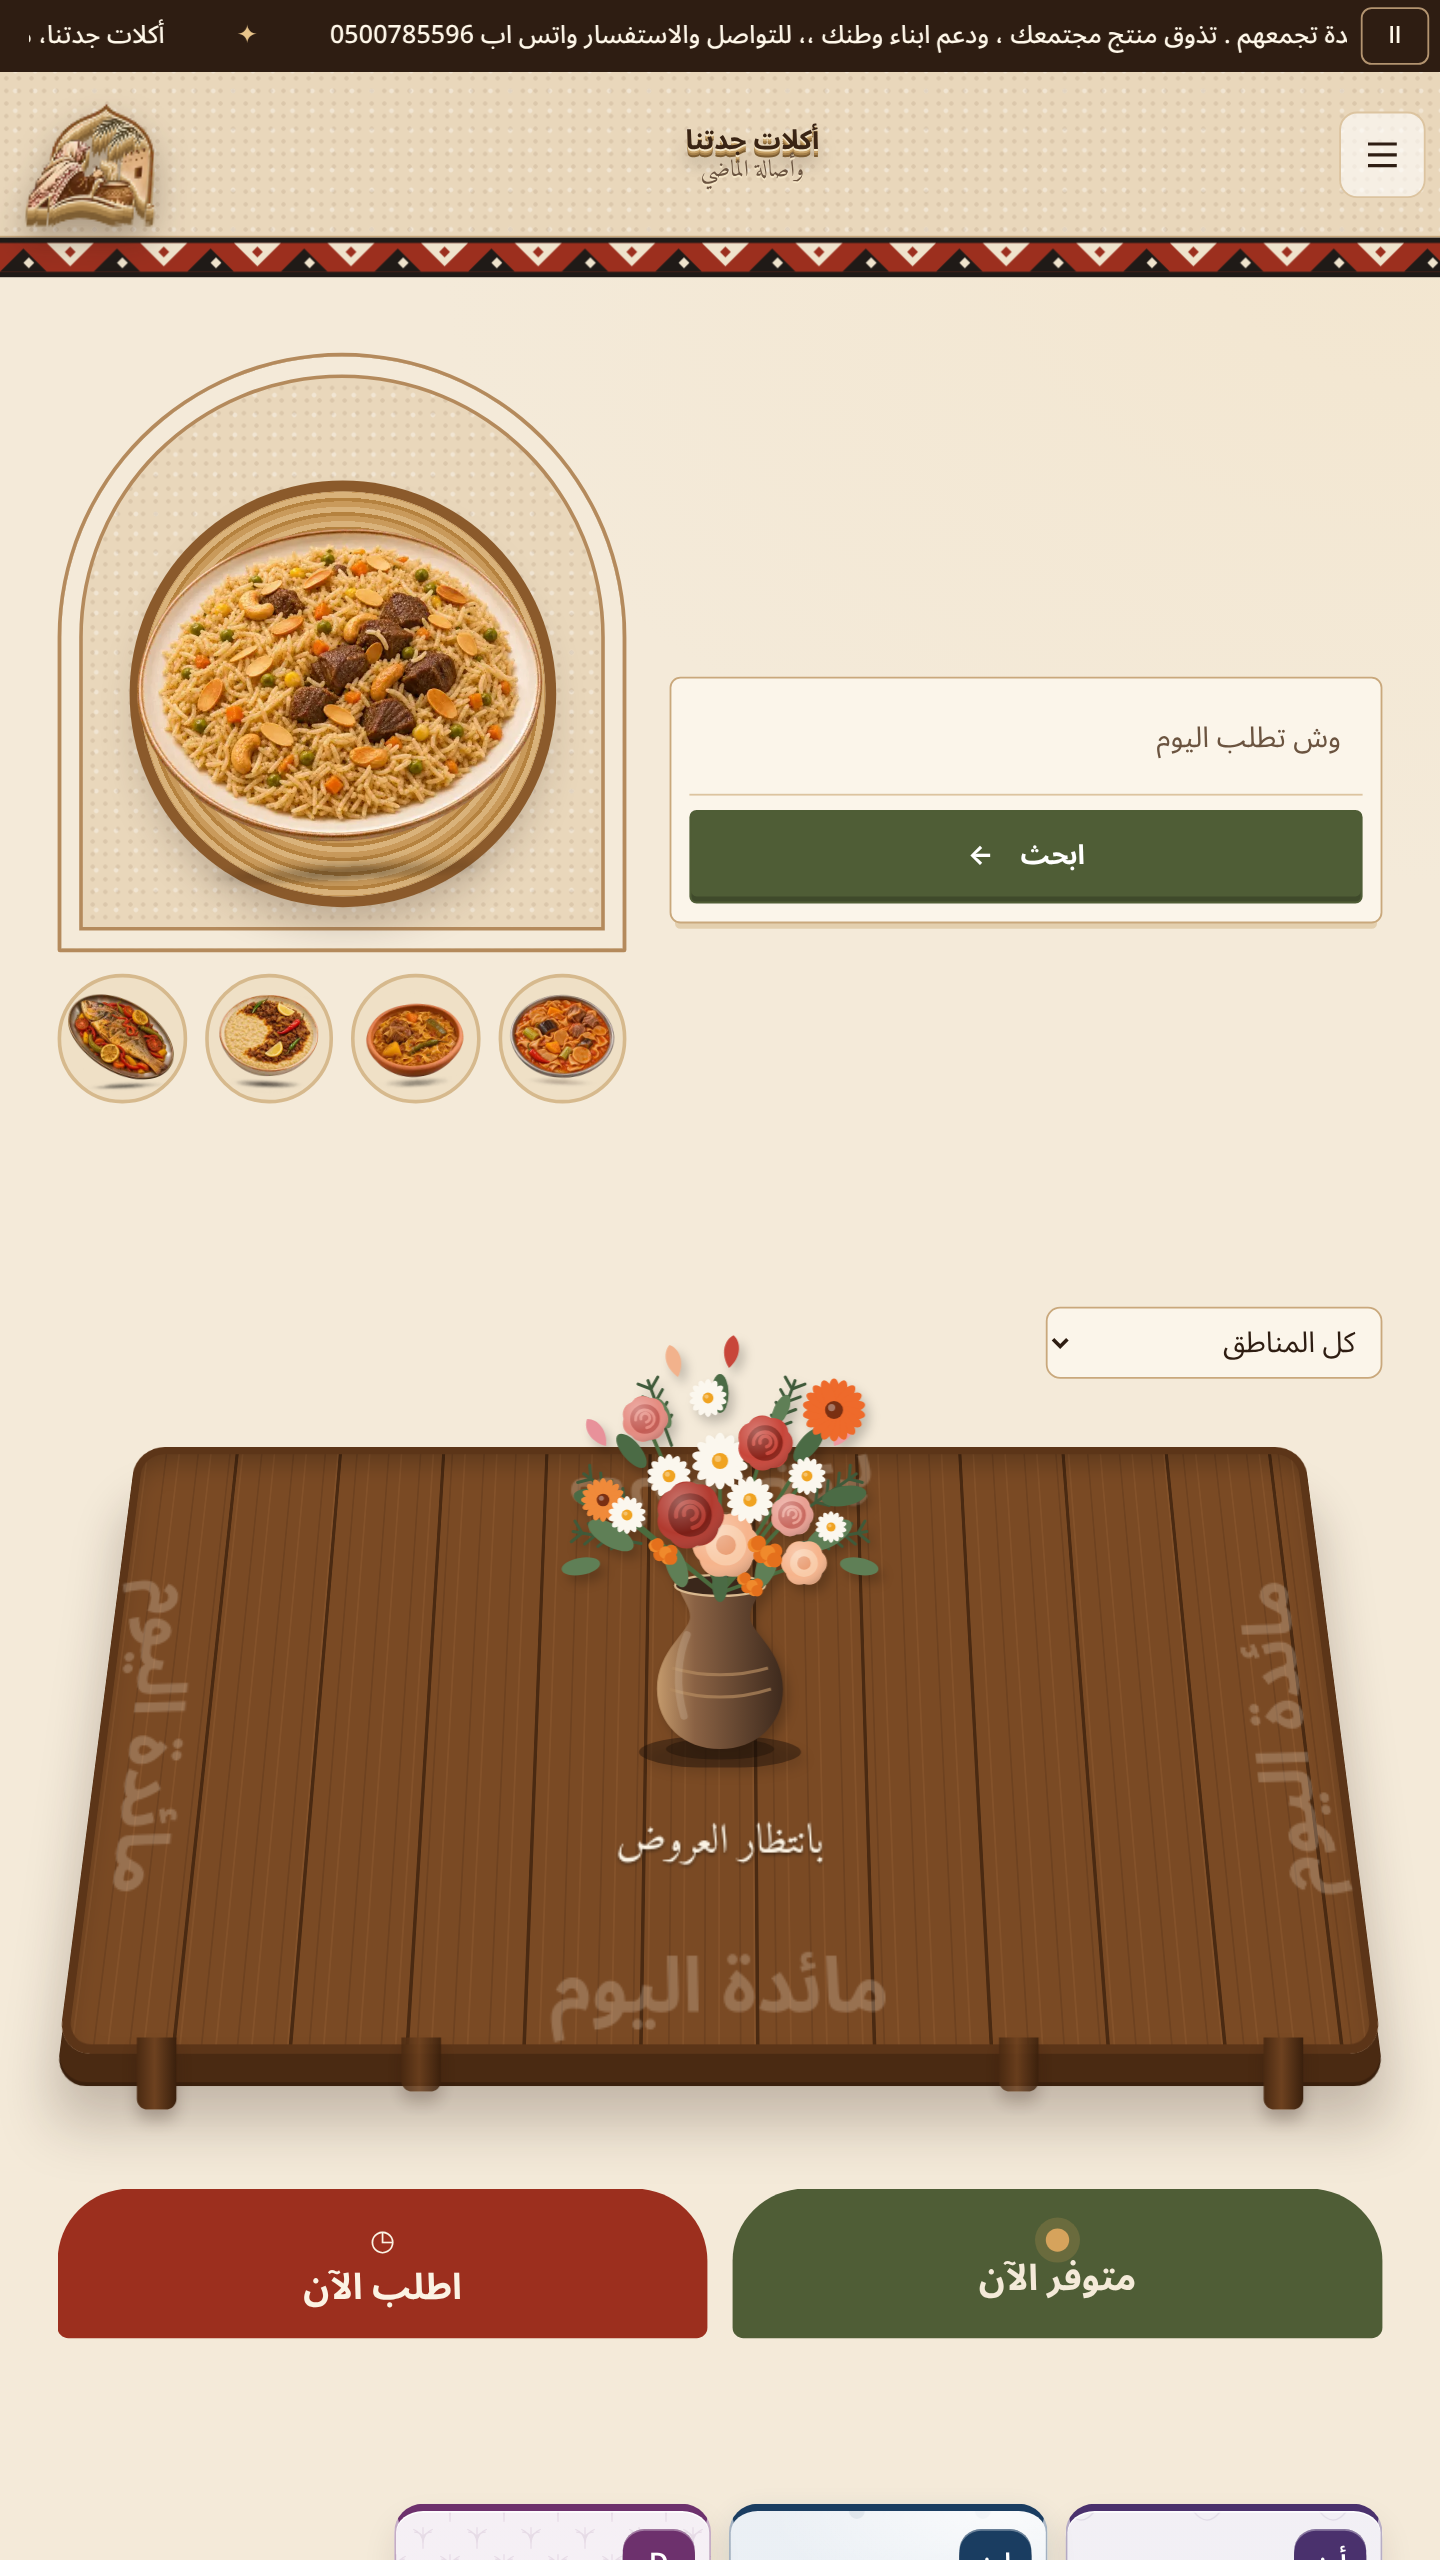 تجمعهم . تذوق منتج مجتمعك ، ودعم ابناء وطنك ،، للتواصل والاستفسار واتس اب 0500785596 ✦ أكلات جدتنا،
أكلات جدتنا
وأصالة الماضي
وش تطلب اليوم
ابحث ←
كل المناطق
مائدة اليوم
مائدة اليوم
بانتظار العروض
مائدة اليوم
متوفر الآن
اطلب الآن